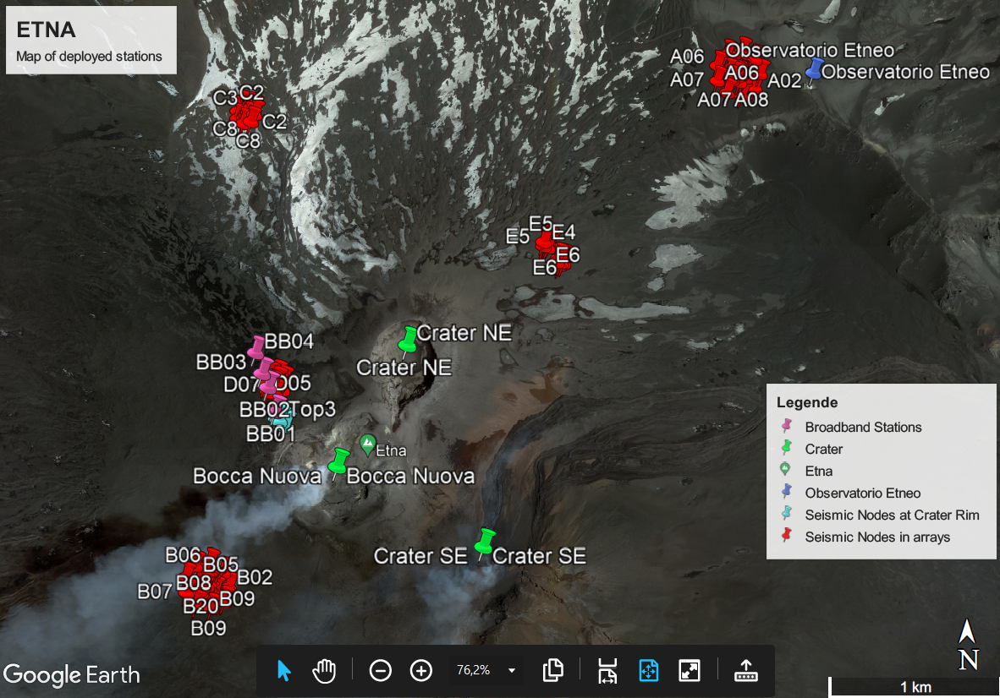 ETNA
Map of deployed stations
Observatorio Etneo
A06
Observatorio Etneo
A07
A06
A02
A07
A08
C3
C2
C2
C8
C8
E5
E5
E4
E6
E6
Crater NE
Crater NE
BB04
BB03
D07
D05
BB02
Top3
BB01
Etna
Bocca Nuova
Bocca Nuova
Crater SE
Crater SE
B06
B05
B02
B08
B07
B09
B20
B09
Legende
Broadband Stations
Crater
Etna
Observatorio Etneo
Seismic Nodes at Crater Rim
Seismic Nodes in arrays
N
Google Earth
76,2%
1 km